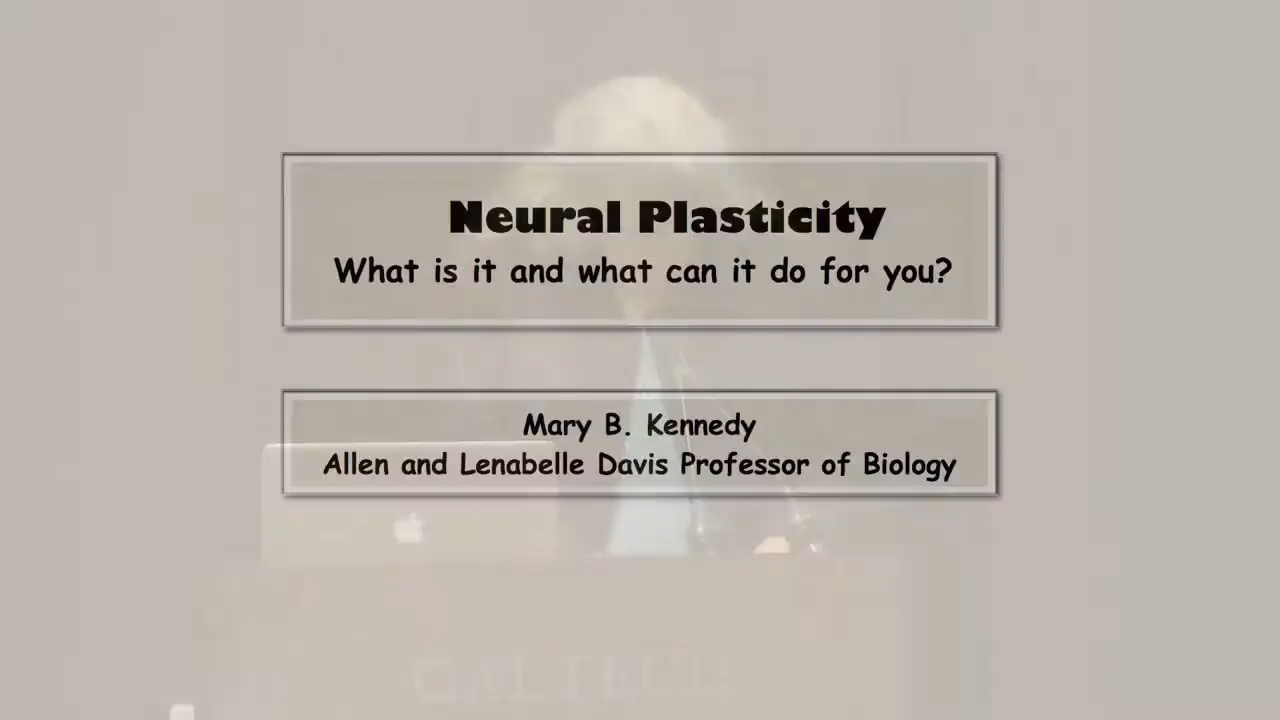 Neural Plasticity
What is it and what can it do for you?
Mary B. Kennedy
Allen and Lenabelle Davis Professor of Biology